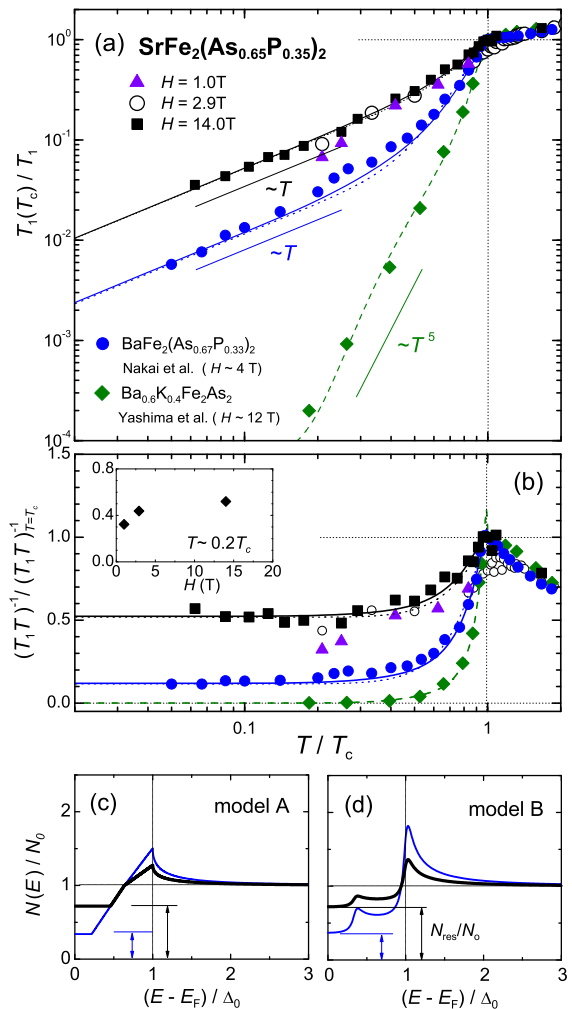 (a) SrFe₂(As₀.₆₅P₀.₃₅)₂
H = 1.0T
H = 2.9T
H = 14.0T
~T
~T
~T⁵
BaFe₂(As₀.₆₇P₀.₃₃)₂
Nakai et al. ( H ~ 4 T)
Ba₀.₆K₀.₄Fe₂As₂
Yashima et al. ( H ~ 12 T)
T₁(Tc) / T₁
10⁰
10⁻¹
10⁻²
10⁻³
10⁻⁴
(b)
(T₁T)⁻¹/ (T₁T)⁻¹T=Tc
1.5
1.0
0.5
0.0
0.8
0.4
0.0
0 5 10 15 20
H (T)
T~ 0.2Tc
0.1 1
T / Tc
(c) model A
(d) model B
N(E) / N₀
2
1
0
0 1 2 3
0 1 2 3
Nres/No
(E - EF) / Δ₀
(E - EF) / Δ₀